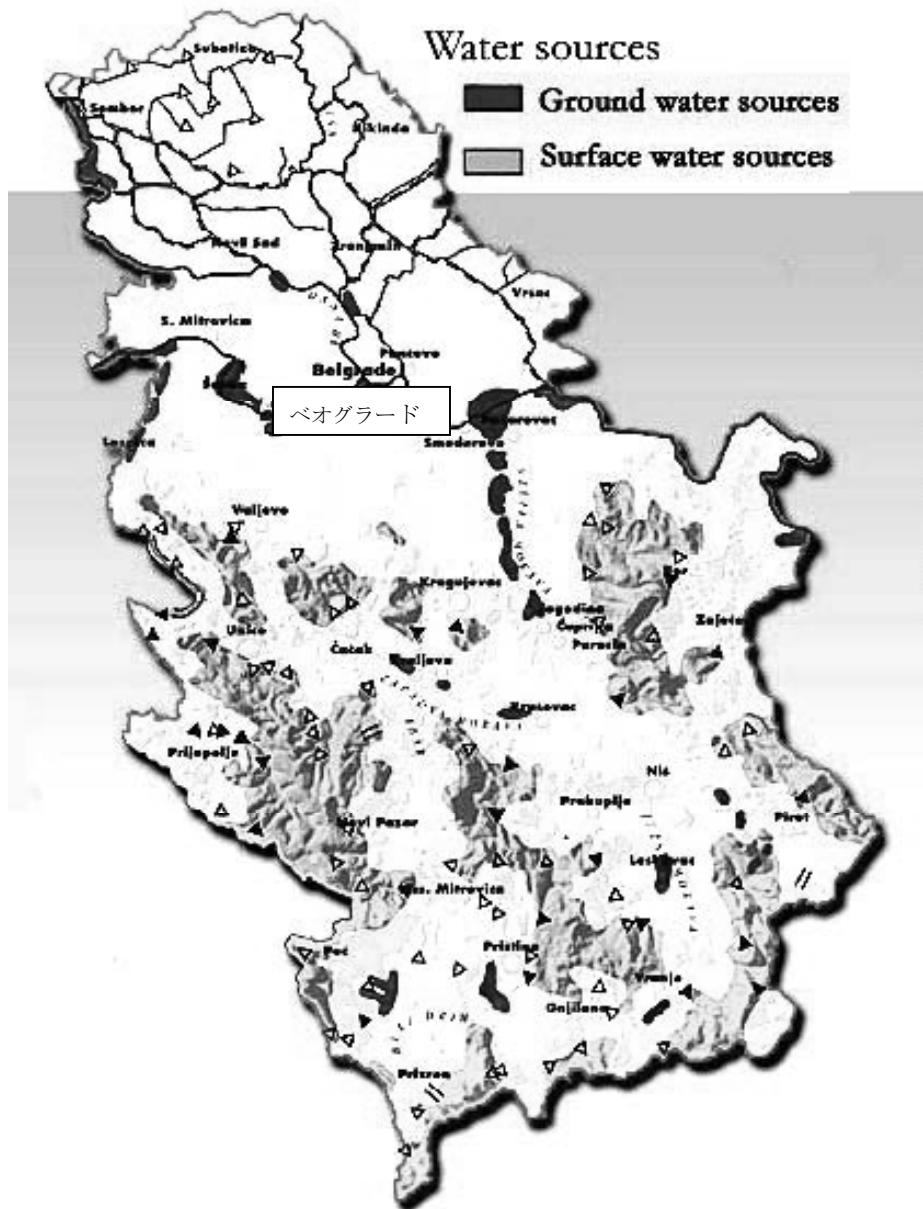 Water sources
Ground water sources
Surface water sources
Subotica
Sombor
Kikinda
Novi Sad
Zrenjanin
Vrsac
S. Mitrovica
Pancevo
Belgrade
ベオグラード
Smederevo
Loznica
Valjevo
Kragujevac
Bor
Jagodina
Cuprija
Zajecar
Uzice
Paracin
Čačak
Kraljevo
Krusevac
Prijepolje
Niš
Prokuplje
Pirot
Novi Pazar
Leskovac
Kos. Mitrovica
Pristina
Pec
Vranje
Gnjilane
Prizren